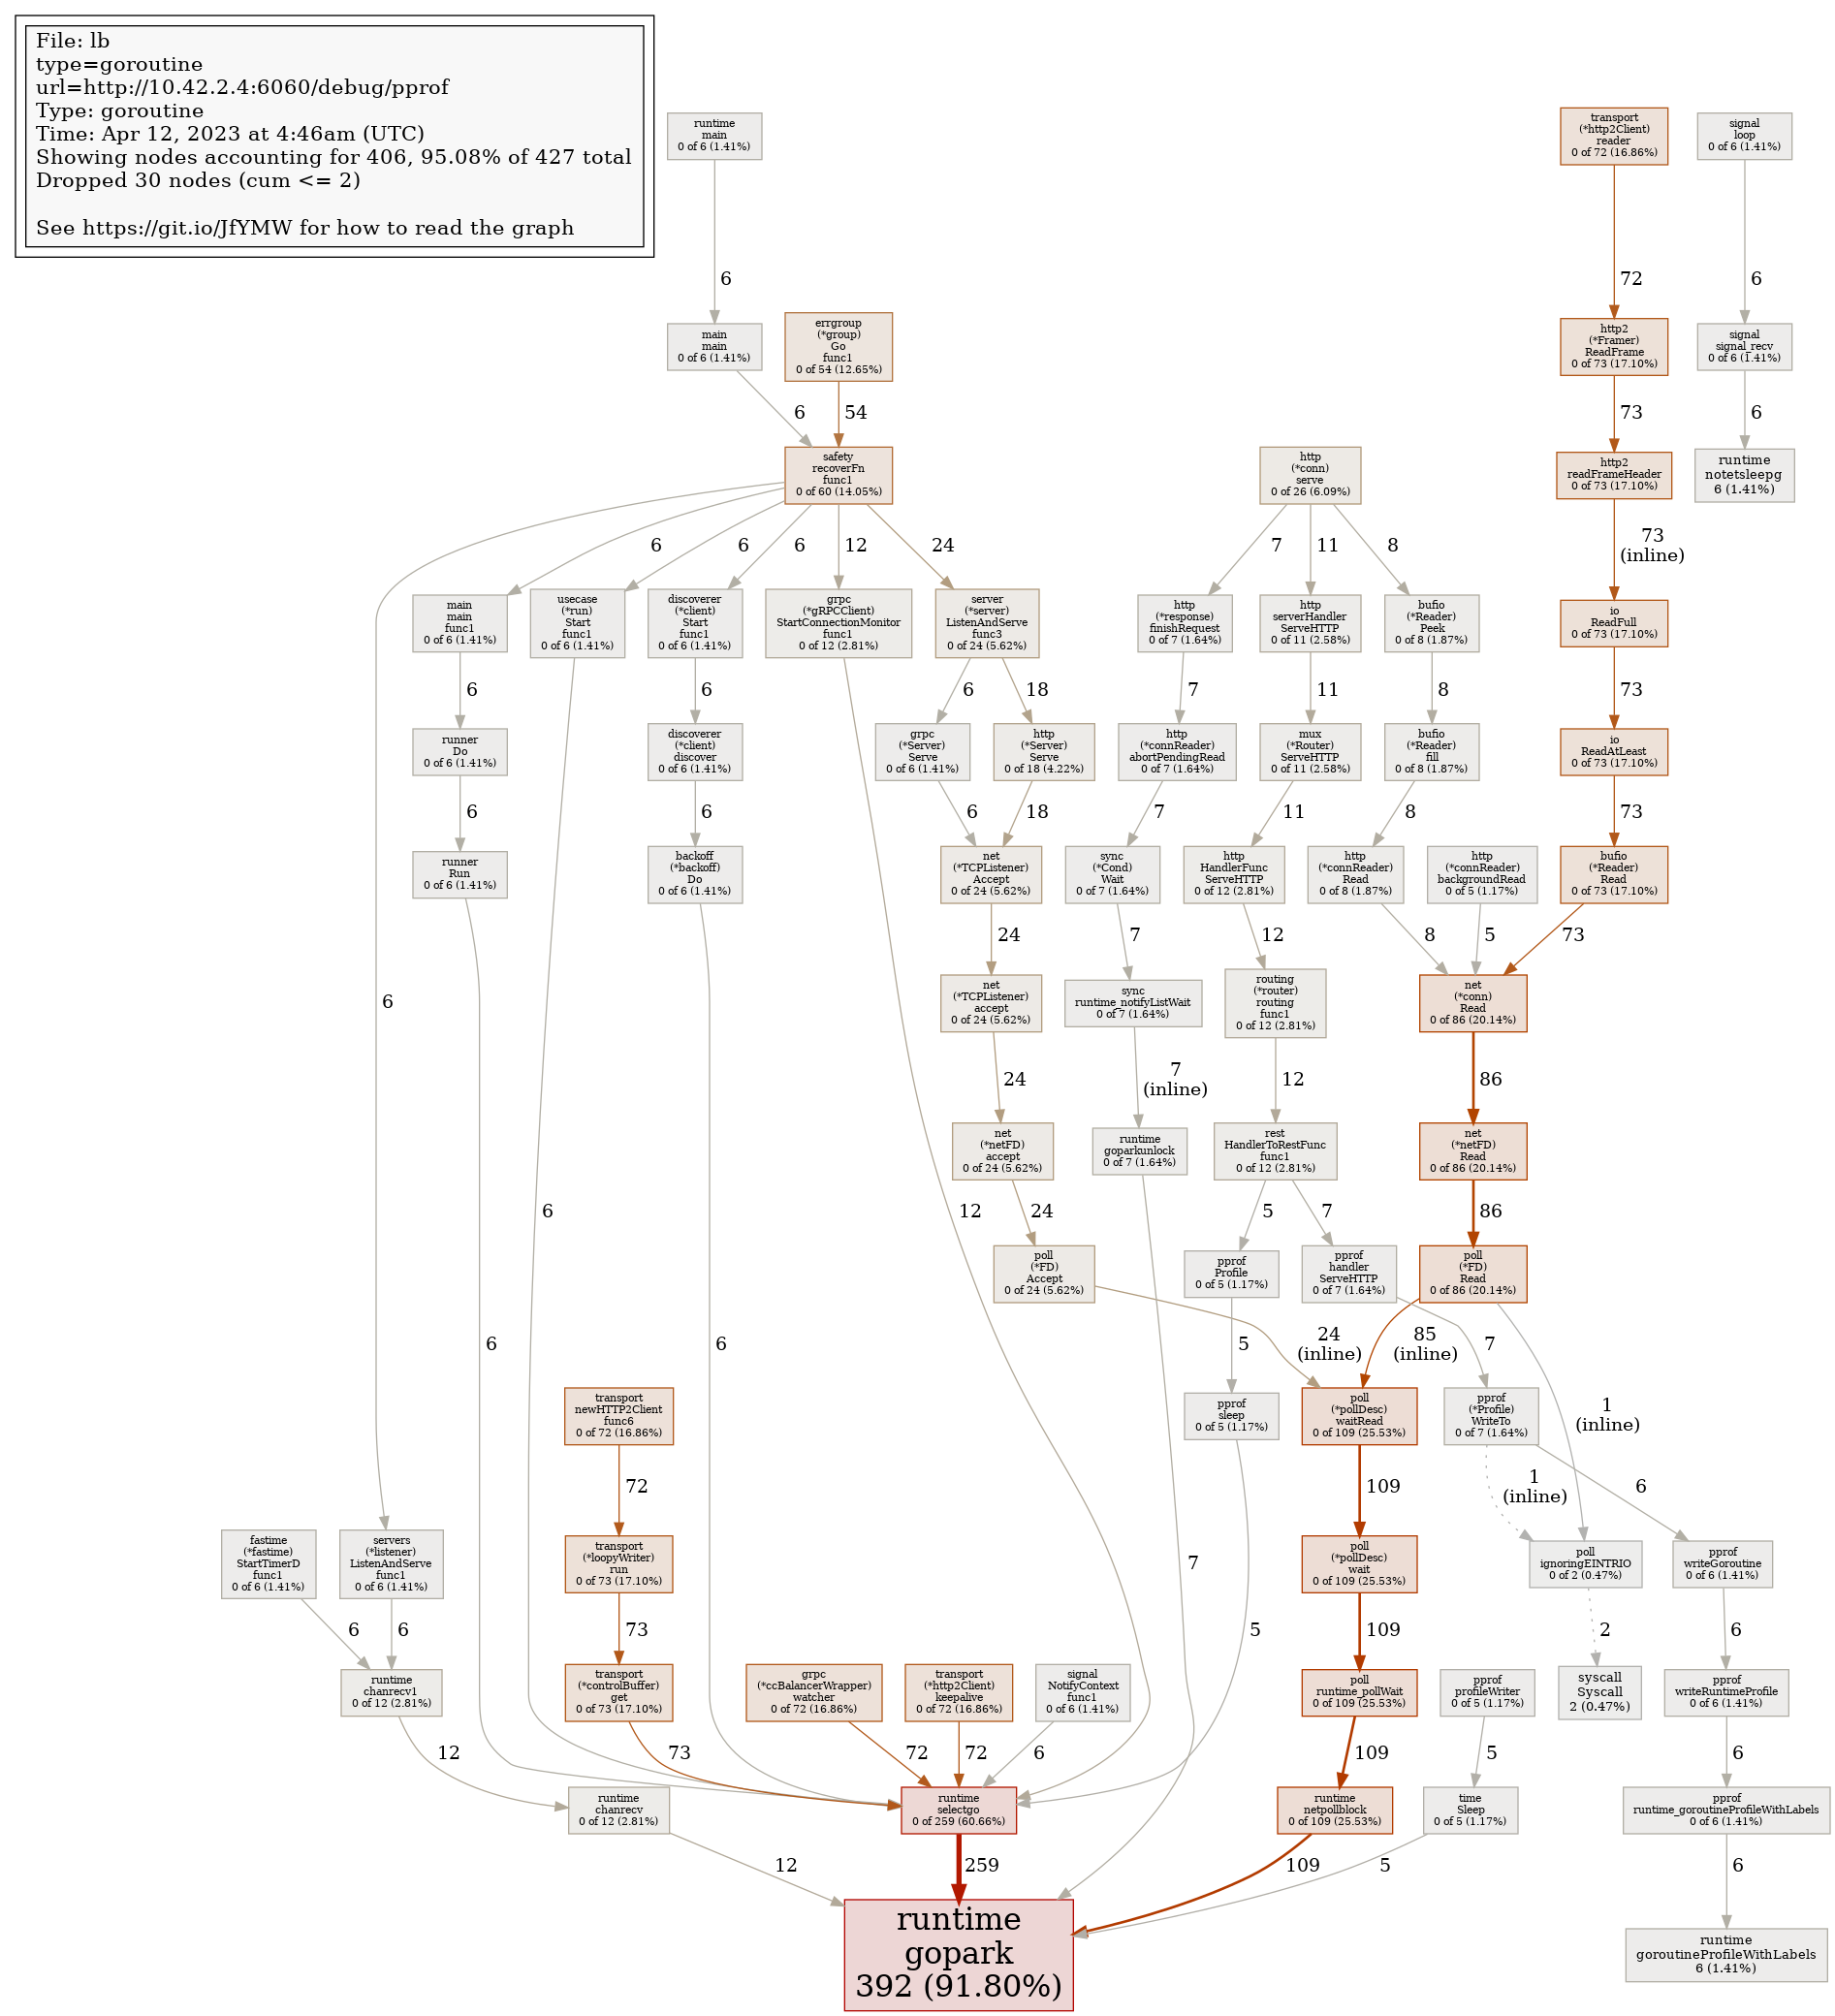 File: lb
type=goroutine
url=http://10.42.2.4:6060/debug/pprof
Type: goroutine
Time: Apr 12, 2023 at 4:46am (UTC)
Showing nodes accounting for 406, 95.08% of 427 total
Dropped 30 nodes (cum <= 2)
See https://git.io/JfYMW for how to read the graph
runtime
main
0 of 6 (1.41%)
transport
(*http2Client)
reader
0 of 72 (16.86%)
signal
loop
0 of 6 (1.41%)
6
72
6
main
main
0 of 6 (1.41%)
errgroup
(*group)
Go
func1
0 of 54 (12.65%)
http2
(*Framer)
ReadFrame
0 of 73 (17.10%)
signal
signal_recv
0 of 6 (1.41%)
6
54
73
6
safety
recoverFn
func1
0 of 60 (14.05%)
http
(*conn)
serve
0 of 26 (6.09%)
http2
readFrameHeader
0 of 73 (17.10%)
runtime
notetsleepg
6 (1.41%)
6
6
6
12
24
7
11
8
73
(inline)
main
main
func1
0 of 6 (1.41%)
usecase
(*run)
Start
func1
0 of 6 (1.41%)
discoverer
(*client)
Start
func1
0 of 6 (1.41%)
grpc
(*gRPCClient)
StartConnectionMonitor
func1
0 of 12 (2.81%)
server
(*server)
ListenAndServe
func3
0 of 24 (5.62%)
http
(*response)
finishRequest
0 of 7 (1.64%)
http
serverHandler
ServeHTTP
0 of 11 (2.58%)
bufio
(*Reader)
Peek
0 of 8 (1.87%)
io
ReadFull
0 of 73 (17.10%)
6
6
6
18
7
11
8
73
runner
Do
0 of 6 (1.41%)
discoverer
(*client)
discover
0 of 6 (1.41%)
grpc
(*Server)
Serve
0 of 6 (1.41%)
http
(*Server)
Serve
0 of 18 (4.22%)
http
(*connReader)
abortPendingRead
0 of 7 (1.64%)
mux
(*Router)
ServeHTTP
0 of 11 (2.58%)
bufio
(*Reader)
fill
0 of 8 (1.87%)
io
ReadAtLeast
0 of 73 (17.10%)
6
6
6
18
7
11
8
73
runner
Run
0 of 6 (1.41%)
backoff
(*backoff)
Do
0 of 6 (1.41%)
net
(*TCPListener)
Accept
0 of 24 (5.62%)
sync
(*Cond)
Wait
0 of 7 (1.64%)
http
HandlerFunc
ServeHTTP
0 of 12 (2.81%)
http
(*connReader)
Read
0 of 8 (1.87%)
http
(*connReader)
backgroundRead
0 of 5 (1.17%)
bufio
(*Reader)
Read
0 of 73 (17.10%)
24
7
12
8
5
73
6
net
(*TCPListener)
accept
0 of 24 (5.62%)
sync
runtime_notifyListWait
0 of 7 (1.64%)
routing
(*router)
routing
func1
0 of 12 (2.81%)
net
(*conn)
Read
0 of 86 (20.14%)
24
7
(inline)
12
86
net
(*netFD)
accept
0 of 24 (5.62%)
runtime
goparkunlock
0 of 7 (1.64%)
rest
HandlerToRestFunc
func1
0 of 12 (2.81%)
net
(*netFD)
Read
0 of 86 (20.14%)
6
12
24
5
7
86
poll
(*FD)
Accept
0 of 24 (5.62%)
pprof
Profile
0 of 5 (1.17%)
pprof
handler
ServeHTTP
0 of 7 (1.64%)
poll
(*FD)
Read
0 of 86 (20.14%)
6
6
5
24
(inline)
85
(inline)
7
1
(inline)
transport
newHTTP2Client
func6
0 of 72 (16.86%)
pprof
sleep
0 of 5 (1.17%)
poll
(*pollDesc)
waitRead
0 of 109 (25.53%)
pprof
(*Profile)
WriteTo
0 of 7 (1.64%)
72
109
1
(inline)
6
fastime
(*fastime)
StartTimerD
func1
0 of 6 (1.41%)
servers
(*listener)
ListenAndServe
func1
0 of 6 (1.41%)
transport
(*loopyWriter)
run
0 of 73 (17.10%)
7
poll
(*pollDesc)
wait
0 of 109 (25.53%)
poll
ignoringEINTRIO
0 of 2 (0.47%)
pprof
writeGoroutine
0 of 6 (1.41%)
6
6
73
5
109
2
6
runtime
chanrecv1
0 of 12 (2.81%)
transport
(*controlBuffer)
get
0 of 73 (17.10%)
grpc
(*ccBalancerWrapper)
watcher
0 of 72 (16.86%)
transport
(*http2Client)
keepalive
0 of 72 (16.86%)
signal
NotifyContext
func1
0 of 6 (1.41%)
poll
runtime_pollWait
0 of 109 (25.53%)
pprof
profileWriter
0 of 5 (1.17%)
syscall
Syscall
2 (0.47%)
pprof
writeRuntimeProfile
0 of 6 (1.41%)
12
73
72
72
6
109
5
6
runtime
chanrecv
0 of 12 (2.81%)
runtime
selectgo
0 of 259 (60.66%)
runtime
netpollblock
0 of 109 (25.53%)
time
Sleep
0 of 5 (1.17%)
pprof
runtime_goroutineProfileWithLabels
0 of 6 (1.41%)
12
259
109
5
6
runtime
gopark
392 (91.80%)
runtime
goroutineProfileWithLabels
6 (1.41%)